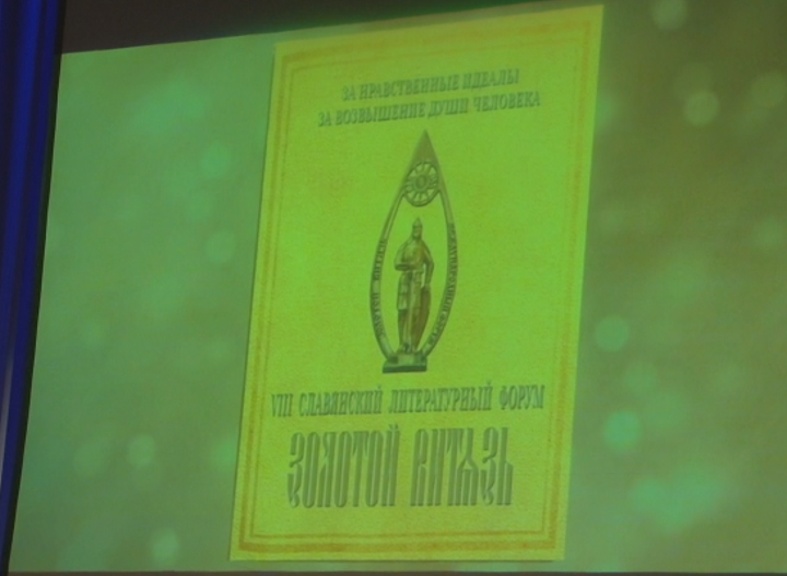 ЗА НРАВСТВЕННЫЕ ИДЕАЛЫ
ЗА ВОЗВЫШЕНИЕ ДУШИ ЧЕЛОВЕКА
VIII СЛАВЯНСКИЙ ЛИТЕРАТУРНЫЙ ФОРУМ
ЗОЛОТОЙ ВИТЯЗЬ